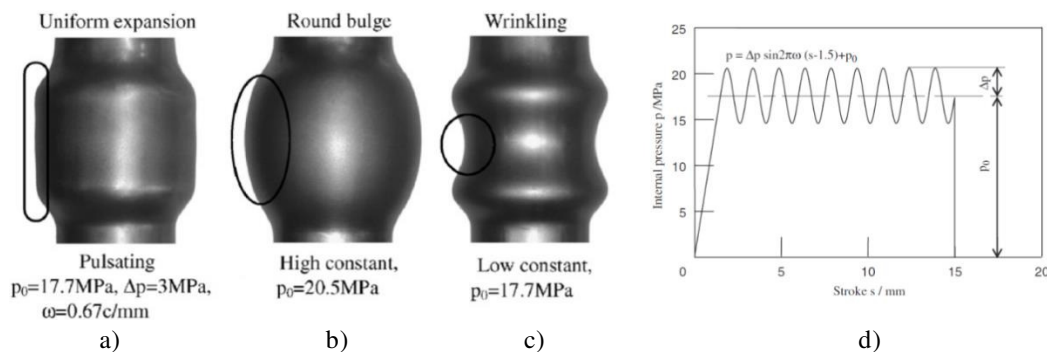 Uniform expansion
Round bulge
Wrinkling
Pulsating
p₀=17.7MPa, Δp=3MPa,
ω=0.67c/mm
High constant,
p₀=20.5MPa
Low constant,
p₀=17.7MPa
a)
b)
c)
25
20
15
10
5
0
5
10
15
20
Internal pressure p /MPa
Stroke s / mm
p = Δp sin2πω (s-1.5)+p₀
Δp
p₀
d)